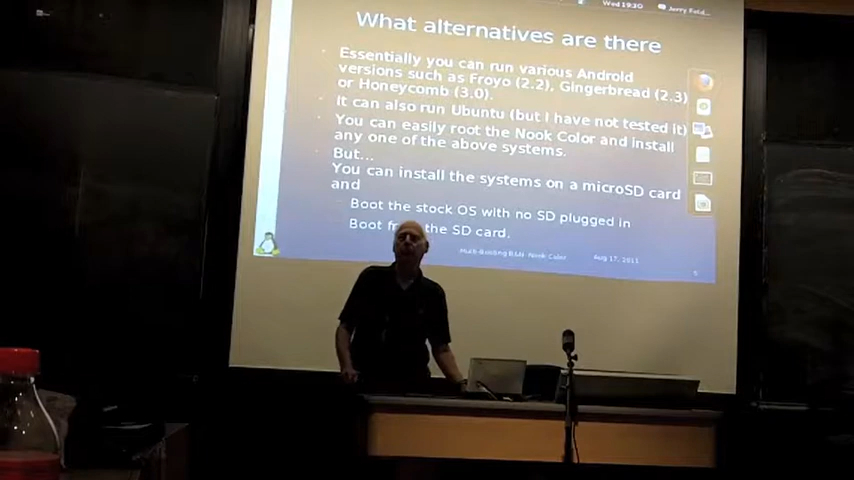 Wed 19:30
What alternatives are there
Essentially you can run various Android
versions such as Froyo (2.2), Gingerbread (2.3)
or Honeycomb (3.0).
It can also run Ubuntu (but I have not tested it)
You can easily root the Nook Color and install
any one of the above systems.
But...
You can install the systems on a microSD card
and
Boot the stock OS with no SD plugged in
Boot the SD card.
Nook Color
Aug 17, 2011